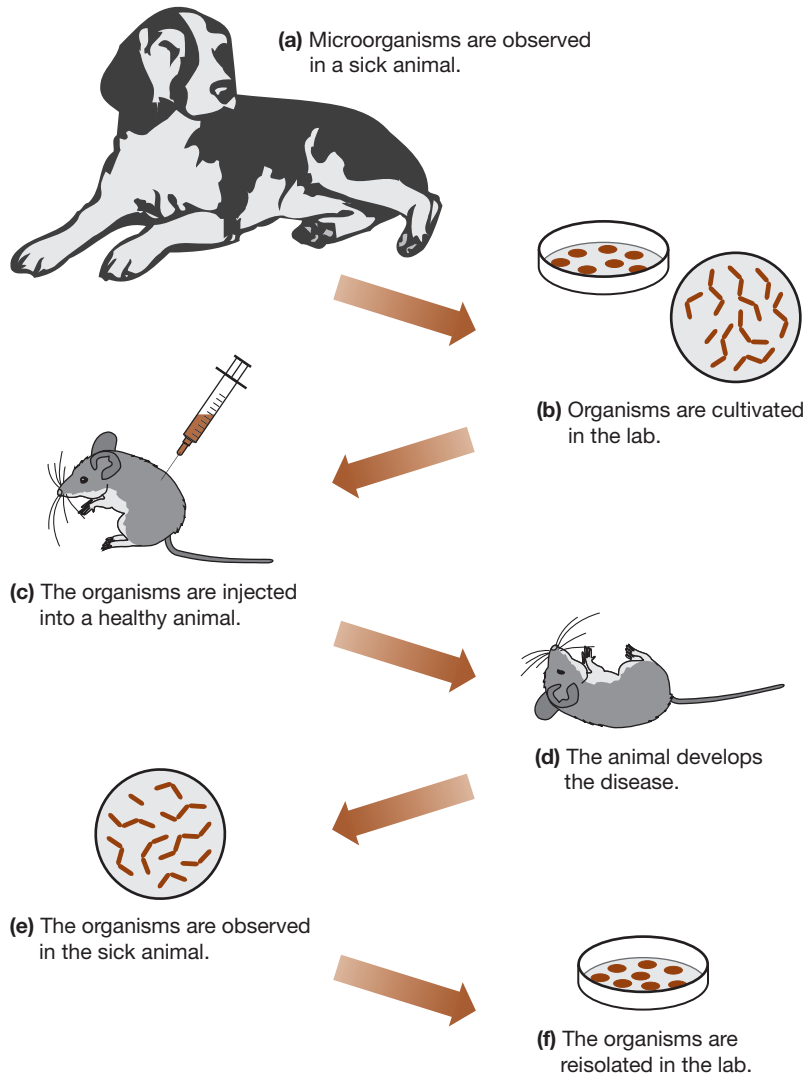 (a) Microorganisms are observed
in a sick animal.
(b) Organisms are cultivated
in the lab.
(c) The organisms are injected
into a healthy animal.
(d) The animal develops
the disease.
(e) The organisms are observed
in the sick animal.
(f) The organisms are
reisolated in the lab.